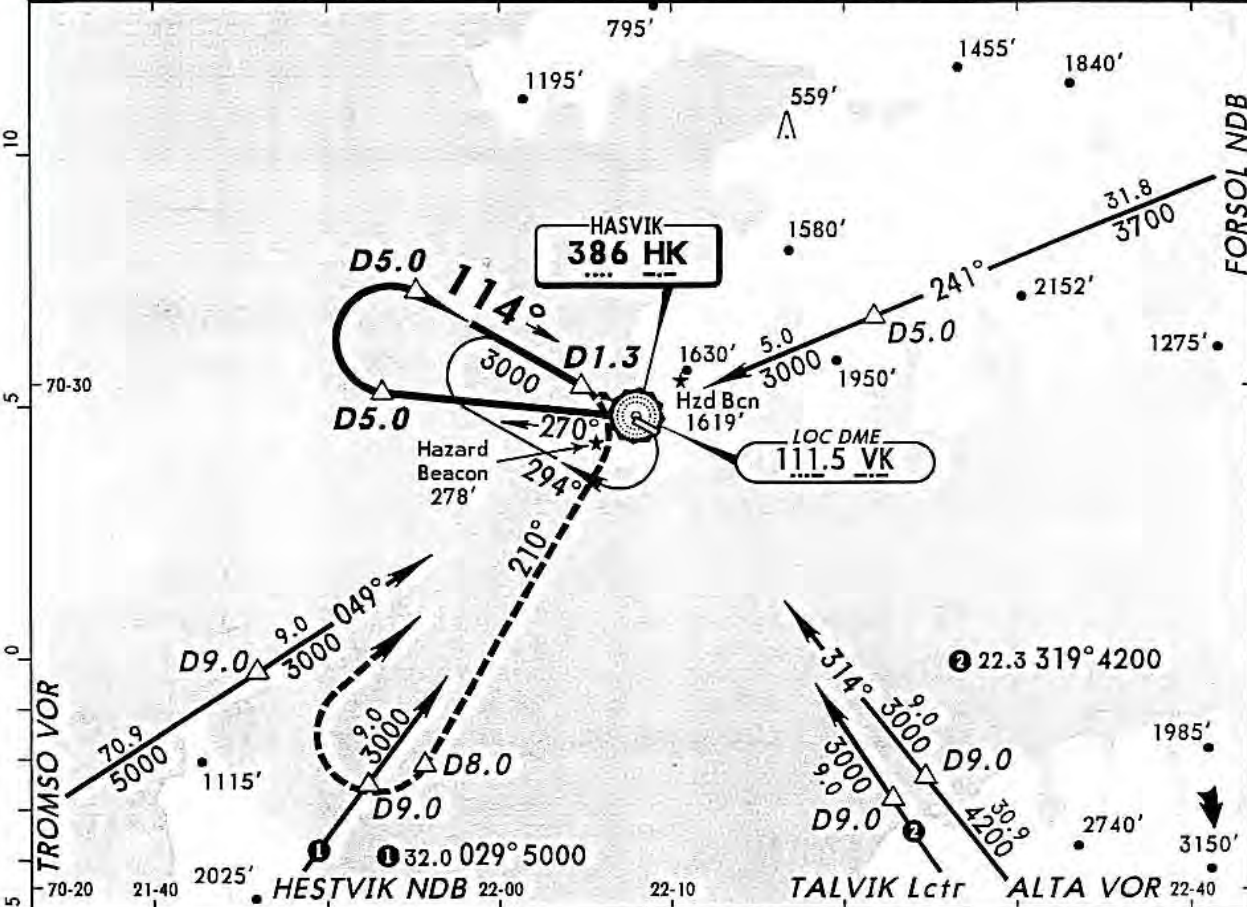 795'
1455'
1840'
1195'
559'
10
FORSOL NDB
31.8
3700
HASVIK
386 HK
1580'
D5.0
114°
241°
2152'
D5.0
D1.3
3000
5.0
3000
1630'
1950'
1275'
70-30
5
Hzd Bcn
1619'
D5.0
270°
LOC DME
111.5 VK
Hazard
Beacon
278'
294°
210°
9.0
049°
3000
D9.0
0
314°
❷ 22.3 319° 4200
TROMSO VOR
70.9
5000
9.0
3000
9.0
3000
1985'
1115'
D8.0
D9.0
3000
9.0
D9.0
D9.0
30.9
4200
2740'
3150'
❶
❶ 32.0 029° 5000
❷
2025'
5
70-20
21-40
HESTVIK NDB
22-00
22-10
TALVIK Lctr
ALTA VOR
22-40